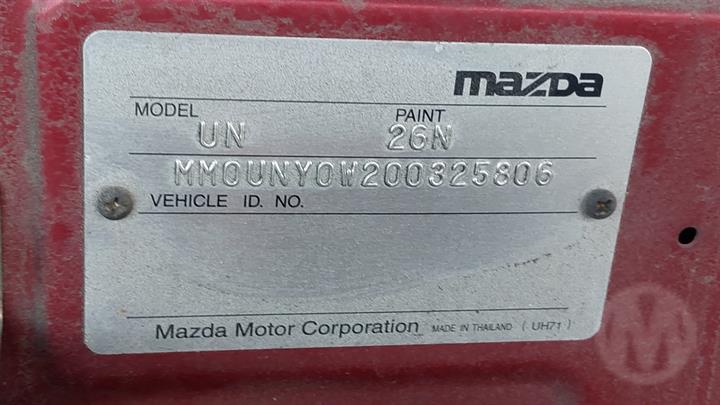 mazda
MODEL PAINT
UN 26N
MM0UNY0W200325806
VEHICLE ID. NO.
Mazda Motor Corporation MADE IN THAILAND ( UH71 )
M